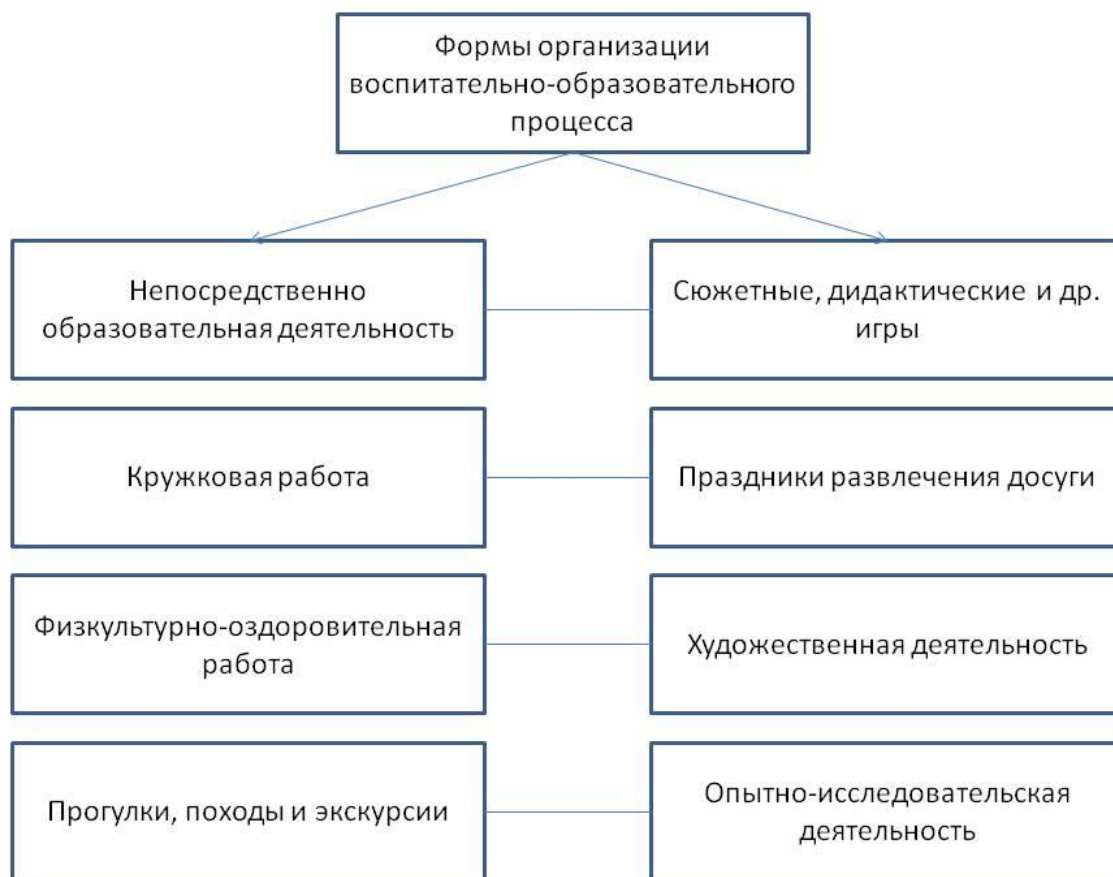 Формы организации
воспитательно-образовательного
процесса
Непосредственно
образовательная деятельность
Сюжетные, дидактические и др.
игры
Кружковая работа
Праздники развлечения досуги
Физкультурно-оздоровительная
работа
Художественная деятельность
Прогулки, походы и экскурсии
Опытно-исследовательская
деятельность